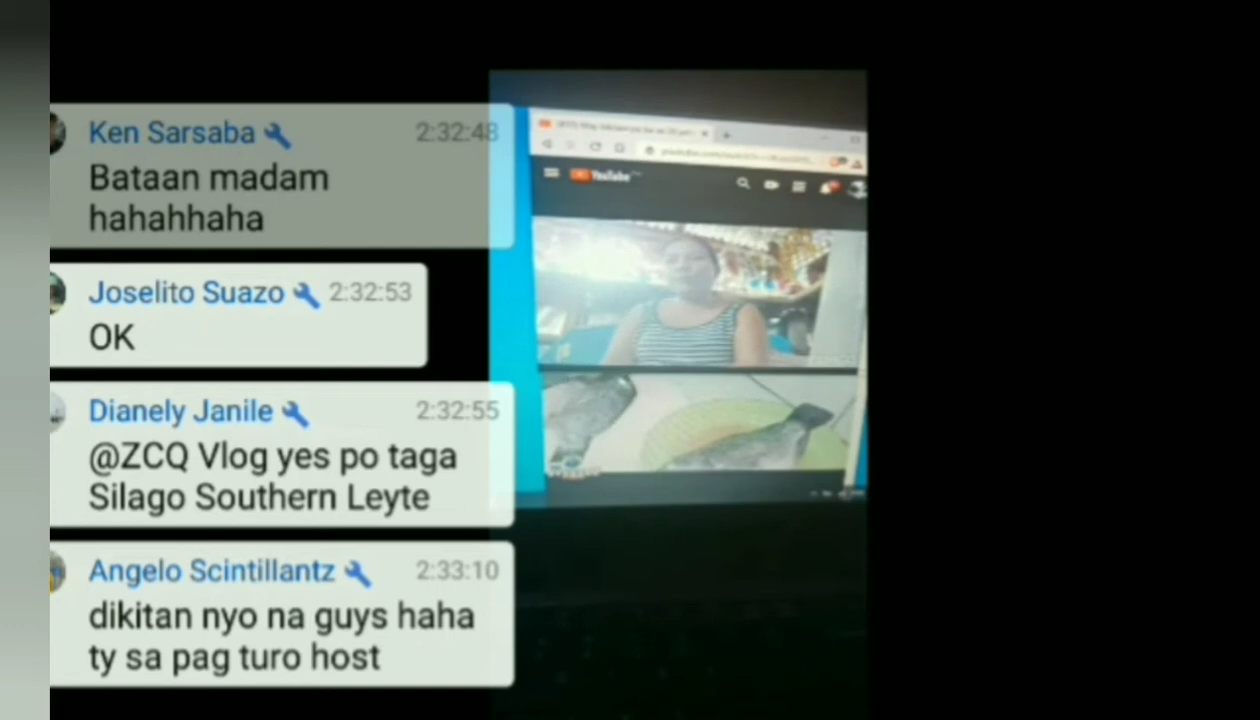 Ken Sarsaba 2:32:48
Bataan madam
hahahhaha
Joselito Suazo 2:32:53
OK
Dianely Janile 2:32:55
@ZCQ Vlog yes po taga
Silago Southern Leyte
Angelo Scintillantz 2:33:10
dikitan nyo na guys haha
ty sa pag turo host
YouTube